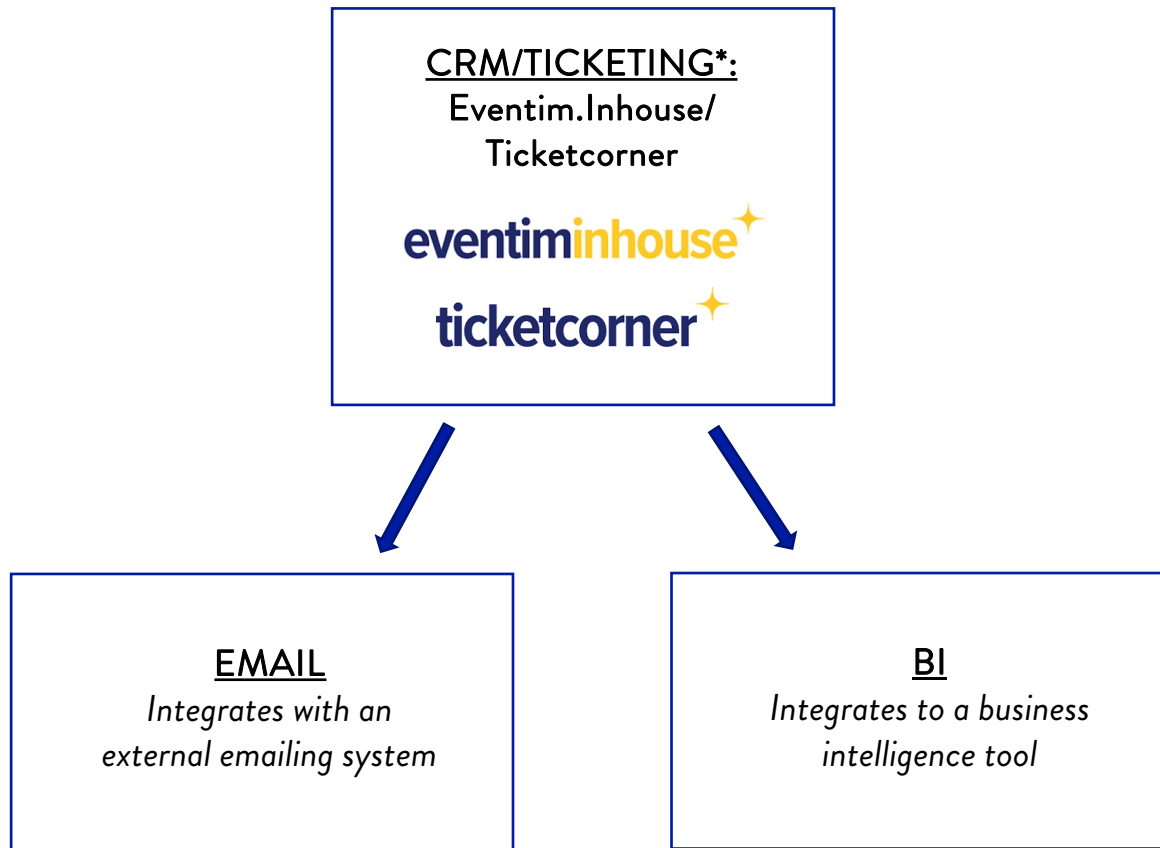 CRM/TICKETING*:
Eventim.Inhouse/
Ticketcorner
eventiminhouse
ticketcorner
EMAIL
Integrates with an
external emailing system
BI
Integrates to a business
intelligence tool